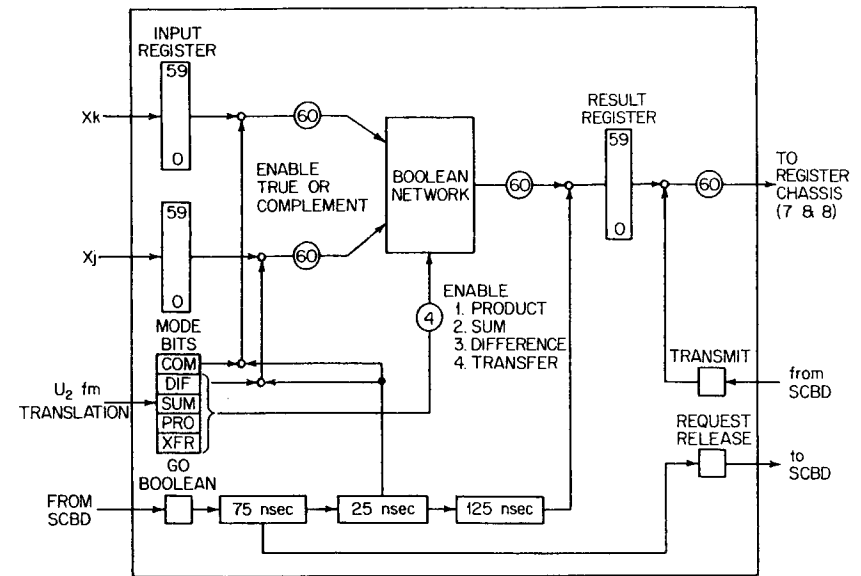 INPUT
REGISTER
59
0
Xk
60
ENABLE
TRUE OR
COMPLEMENT
BOOLEAN
NETWORK
60
RESULT
REGISTER
59
0
60
TO
REGISTER
CHASSIS
(7 & 8)
59
0
Xj
60
MODE
BITS
COM
DIF
SUM
PRO
XFR
U2 fm
TRANSLATION
4
ENABLE
1. PRODUCT
2. SUM
3. DIFFERENCE
4. TRANSFER
TRANSMIT
from
SCBD
REQUEST
RELEASE
to
SCBD
GO
BOOLEAN
FROM
SCBD
75 nsec
25 nsec
125 nsec